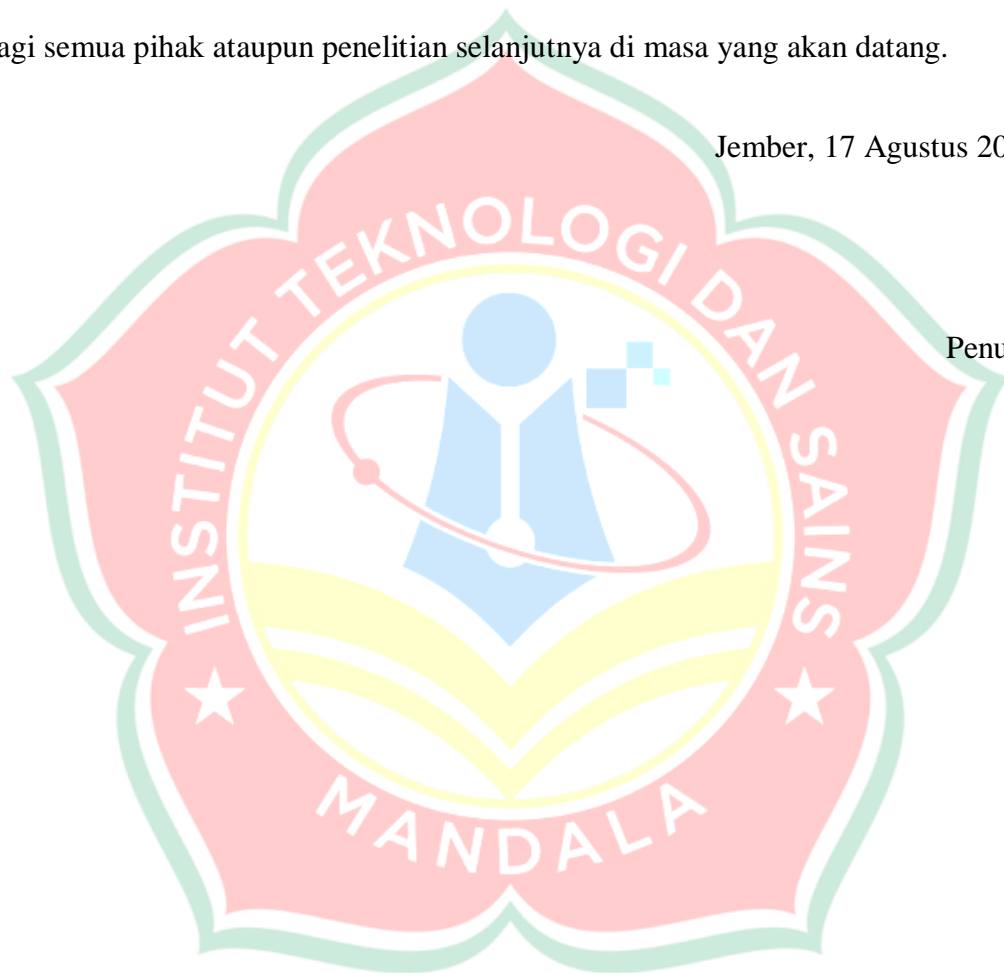 agi semua pihak ataupun penelitian selanjutnya di masa yang akan datang.
Jember, 17 Agustus 20
Penu
INSTITUT TEKNOLOGI DAN SAINS
MANDALA